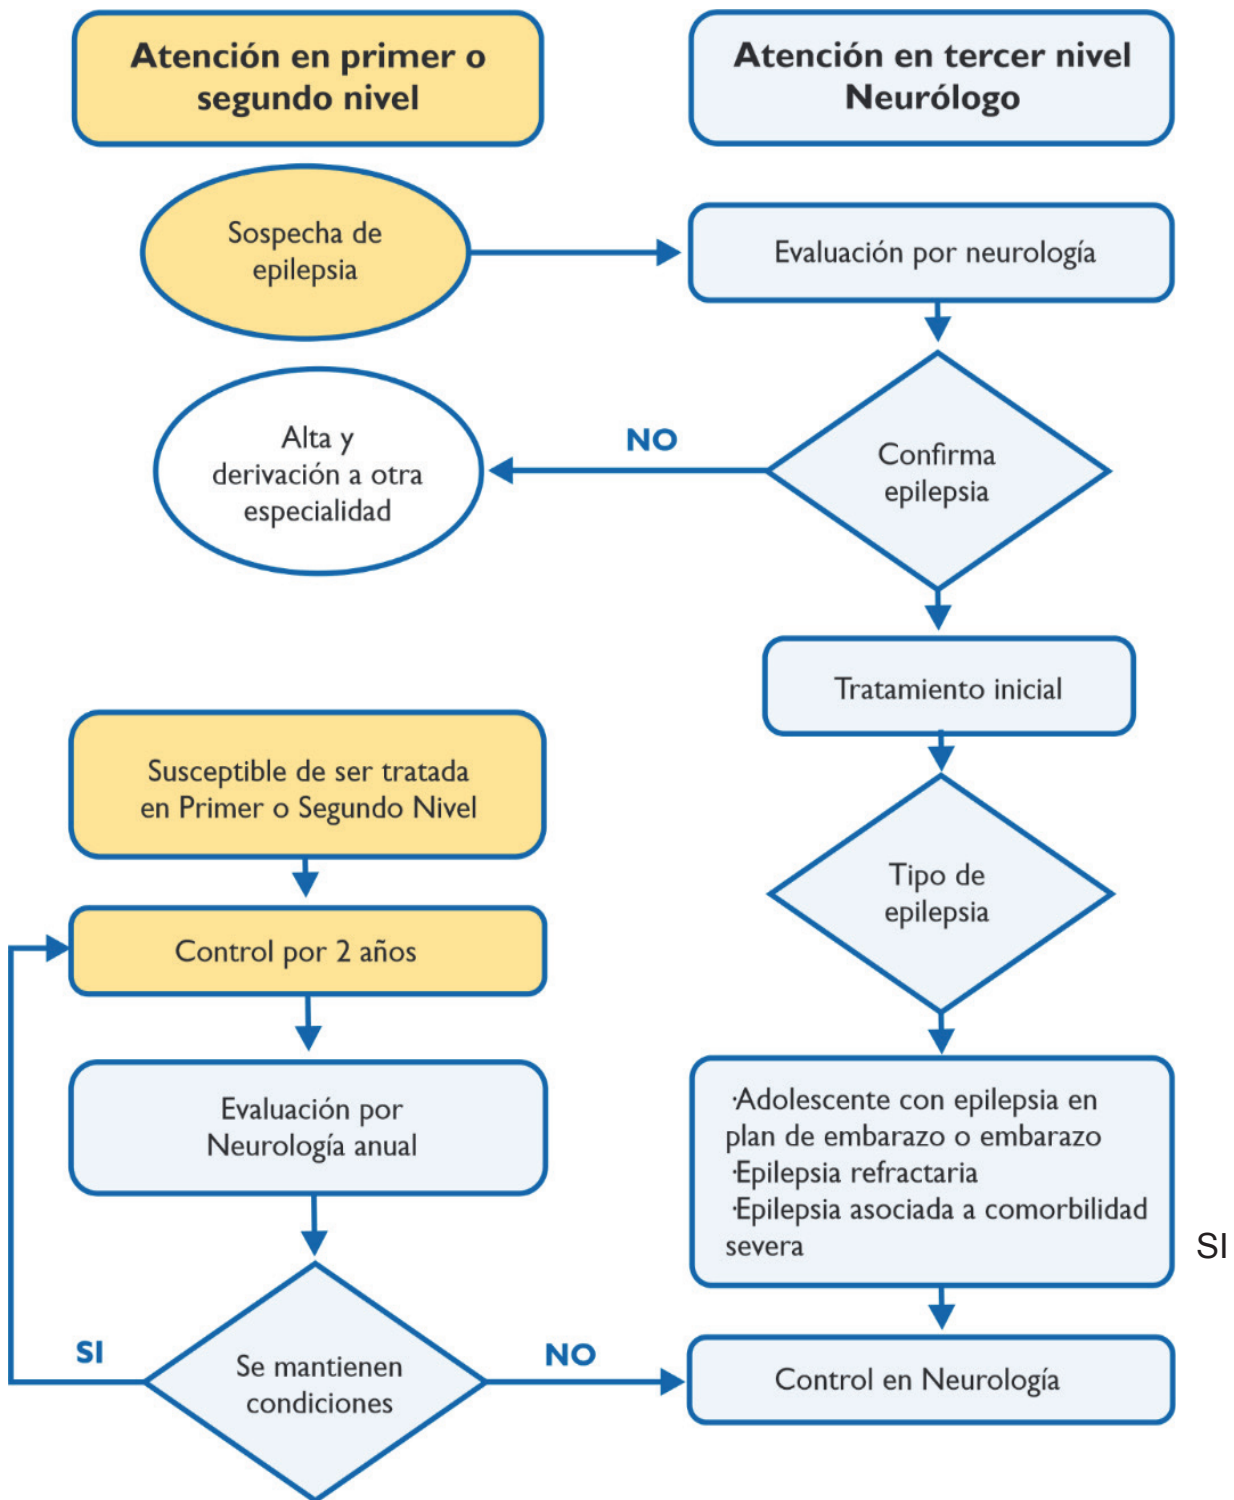 Atención en primer o
segundo nivel
Atención en tercer nivel
Neurólogo
Sospecha de
epilepsia
Evaluación por neurología
Alta y
derivación a otra
especialidad
NO
Confirma
epilepsia
Tratamiento inicial
Susceptible de ser tratada
en Primer o Segundo Nivel
Tipo de
epilepsia
Control por 2 años
Evaluación por
Neurología anual
·Adolescente con epilepsia en
plan de embarazo o embarazo
·Epilepsia refractaria
·Epilepsia asociada a comorbilidad
severa
SI
SI
Se mantienen
condiciones
NO
Control en Neurología